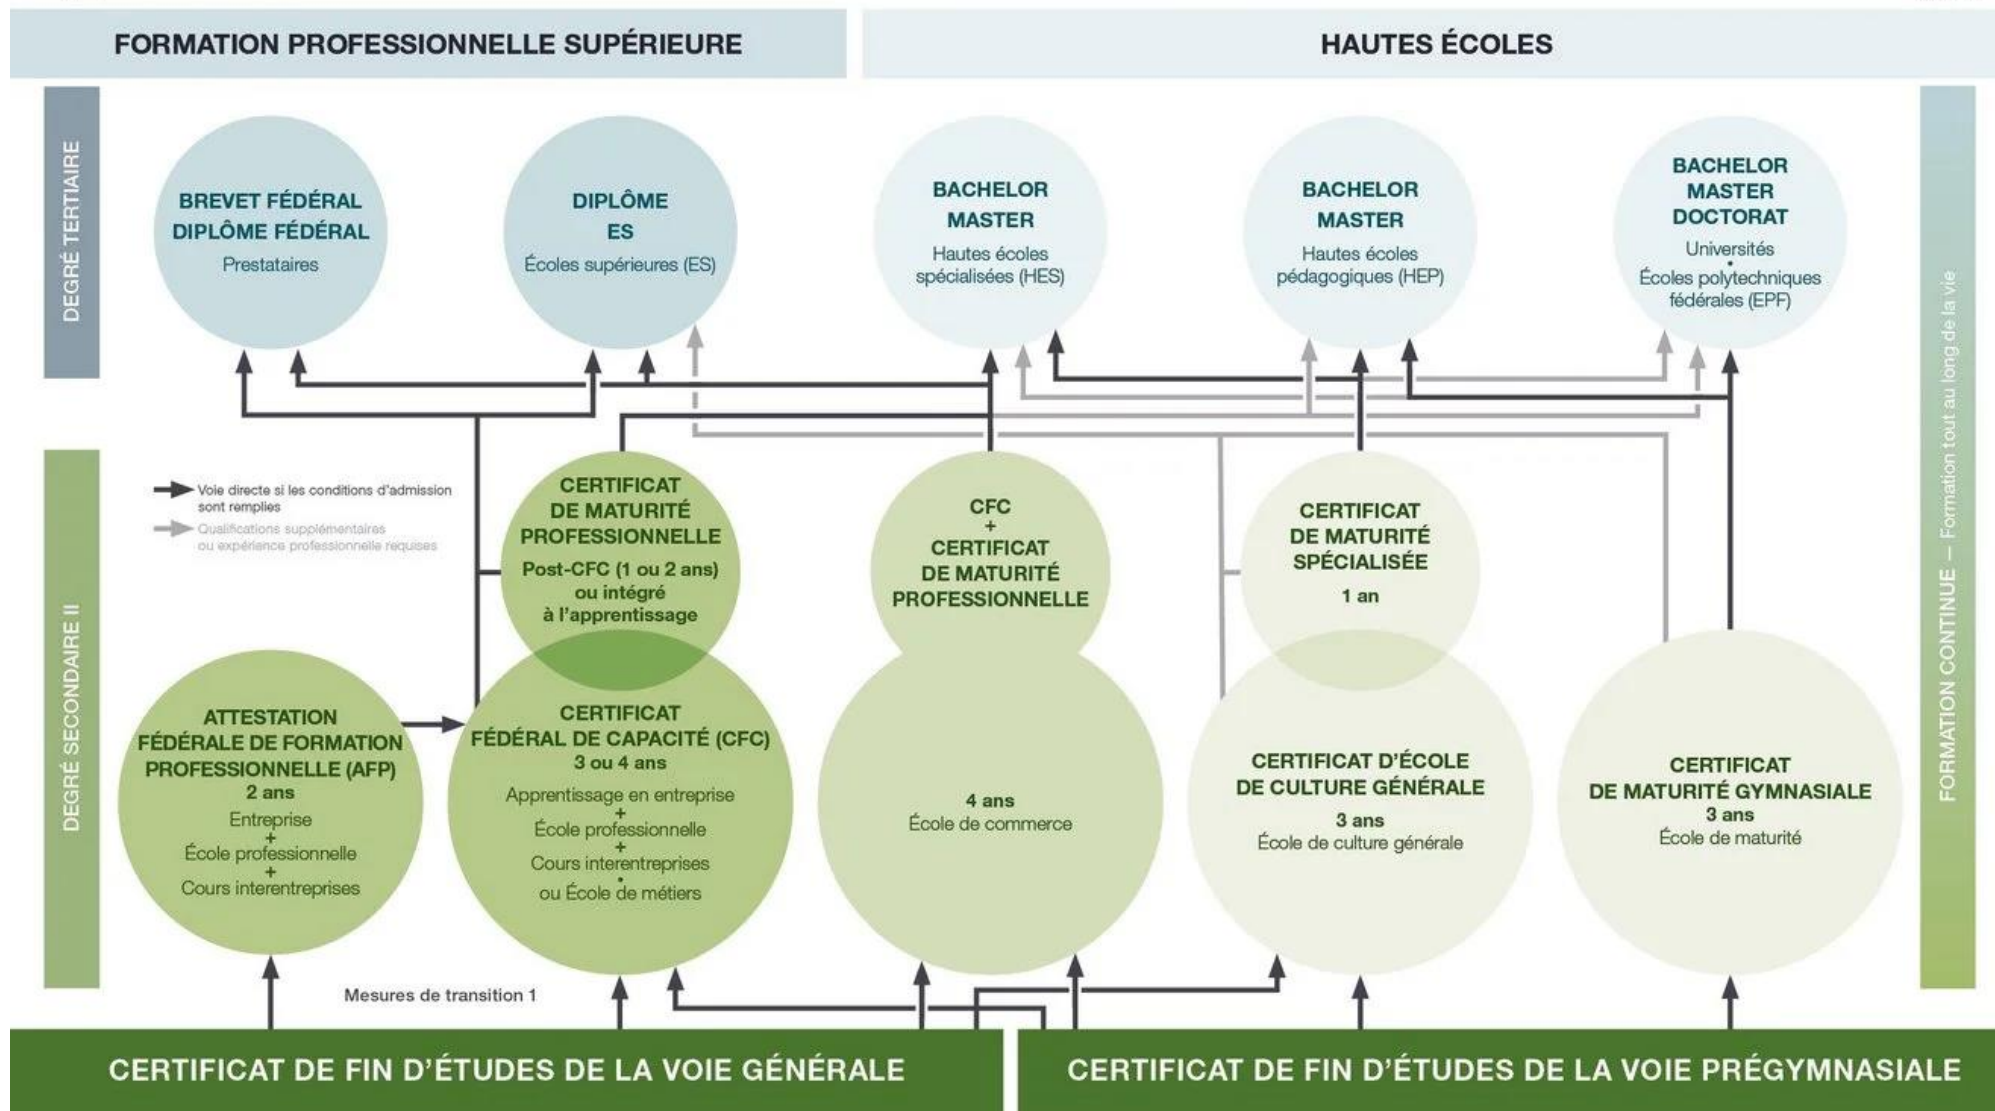 FORMATION PROFESSIONNELLE SUPÉRIEURE
HAUTES ÉCOLES
DEGRÉ TERTIAIRE
BREVET FÉDÉRAL
DIPLÔME FÉDÉRAL
Prestataires
DIPLÔME
ES
Écoles supérieures (ES)
BACHELOR
MASTER
Hautes écoles
spécialisées (HES)
BACHELOR
MASTER
Hautes écoles
pédagogiques (HEP)
BACHELOR
MASTER
DOCTORAT
Universités
•
Écoles polytechniques
fédérales (EPF)
FORMATION CONTINUE — Formation tout au long de la vie
DEGRÉ SECONDAIRE II
Voie directe si les conditions d'admission
sont remplies
Qualifications supplémentaires
ou expérience professionnelle requises
CERTIFICAT
DE MATURITÉ
PROFESSIONNELLE
Post-CFC (1 ou 2 ans)
ou intégré
à l'apprentissage
CFC
+
CERTIFICAT
DE MATURITÉ
PROFESSIONNELLE
CERTIFICAT
DE MATURITÉ
SPÉCIALISÉE
1 an
ATTESTATION
FÉDÉRALE DE FORMATION
PROFESSIONNELLE (AFP)
2 ans
Entreprise
+
École professionnelle
+
Cours interentreprises
CERTIFICAT
FÉDÉRAL DE CAPACITÉ (CFC)
3 ou 4 ans
Apprentissage en entreprise
+
École professionnelle
+
Cours interentreprises
•
ou École de métiers
4 ans
École de commerce
CERTIFICAT D'ÉCOLE
DE CULTURE GÉNÉRALE
3 ans
École de culture générale
CERTIFICAT
DE MATURITÉ GYMNASIALE
3 ans
École de maturité
Mesures de transition 1
CERTIFICAT DE FIN D'ÉTUDES DE LA VOIE GÉNÉRALE
CERTIFICAT DE FIN D'ÉTUDES DE LA VOIE PRÉGYMNASIALE